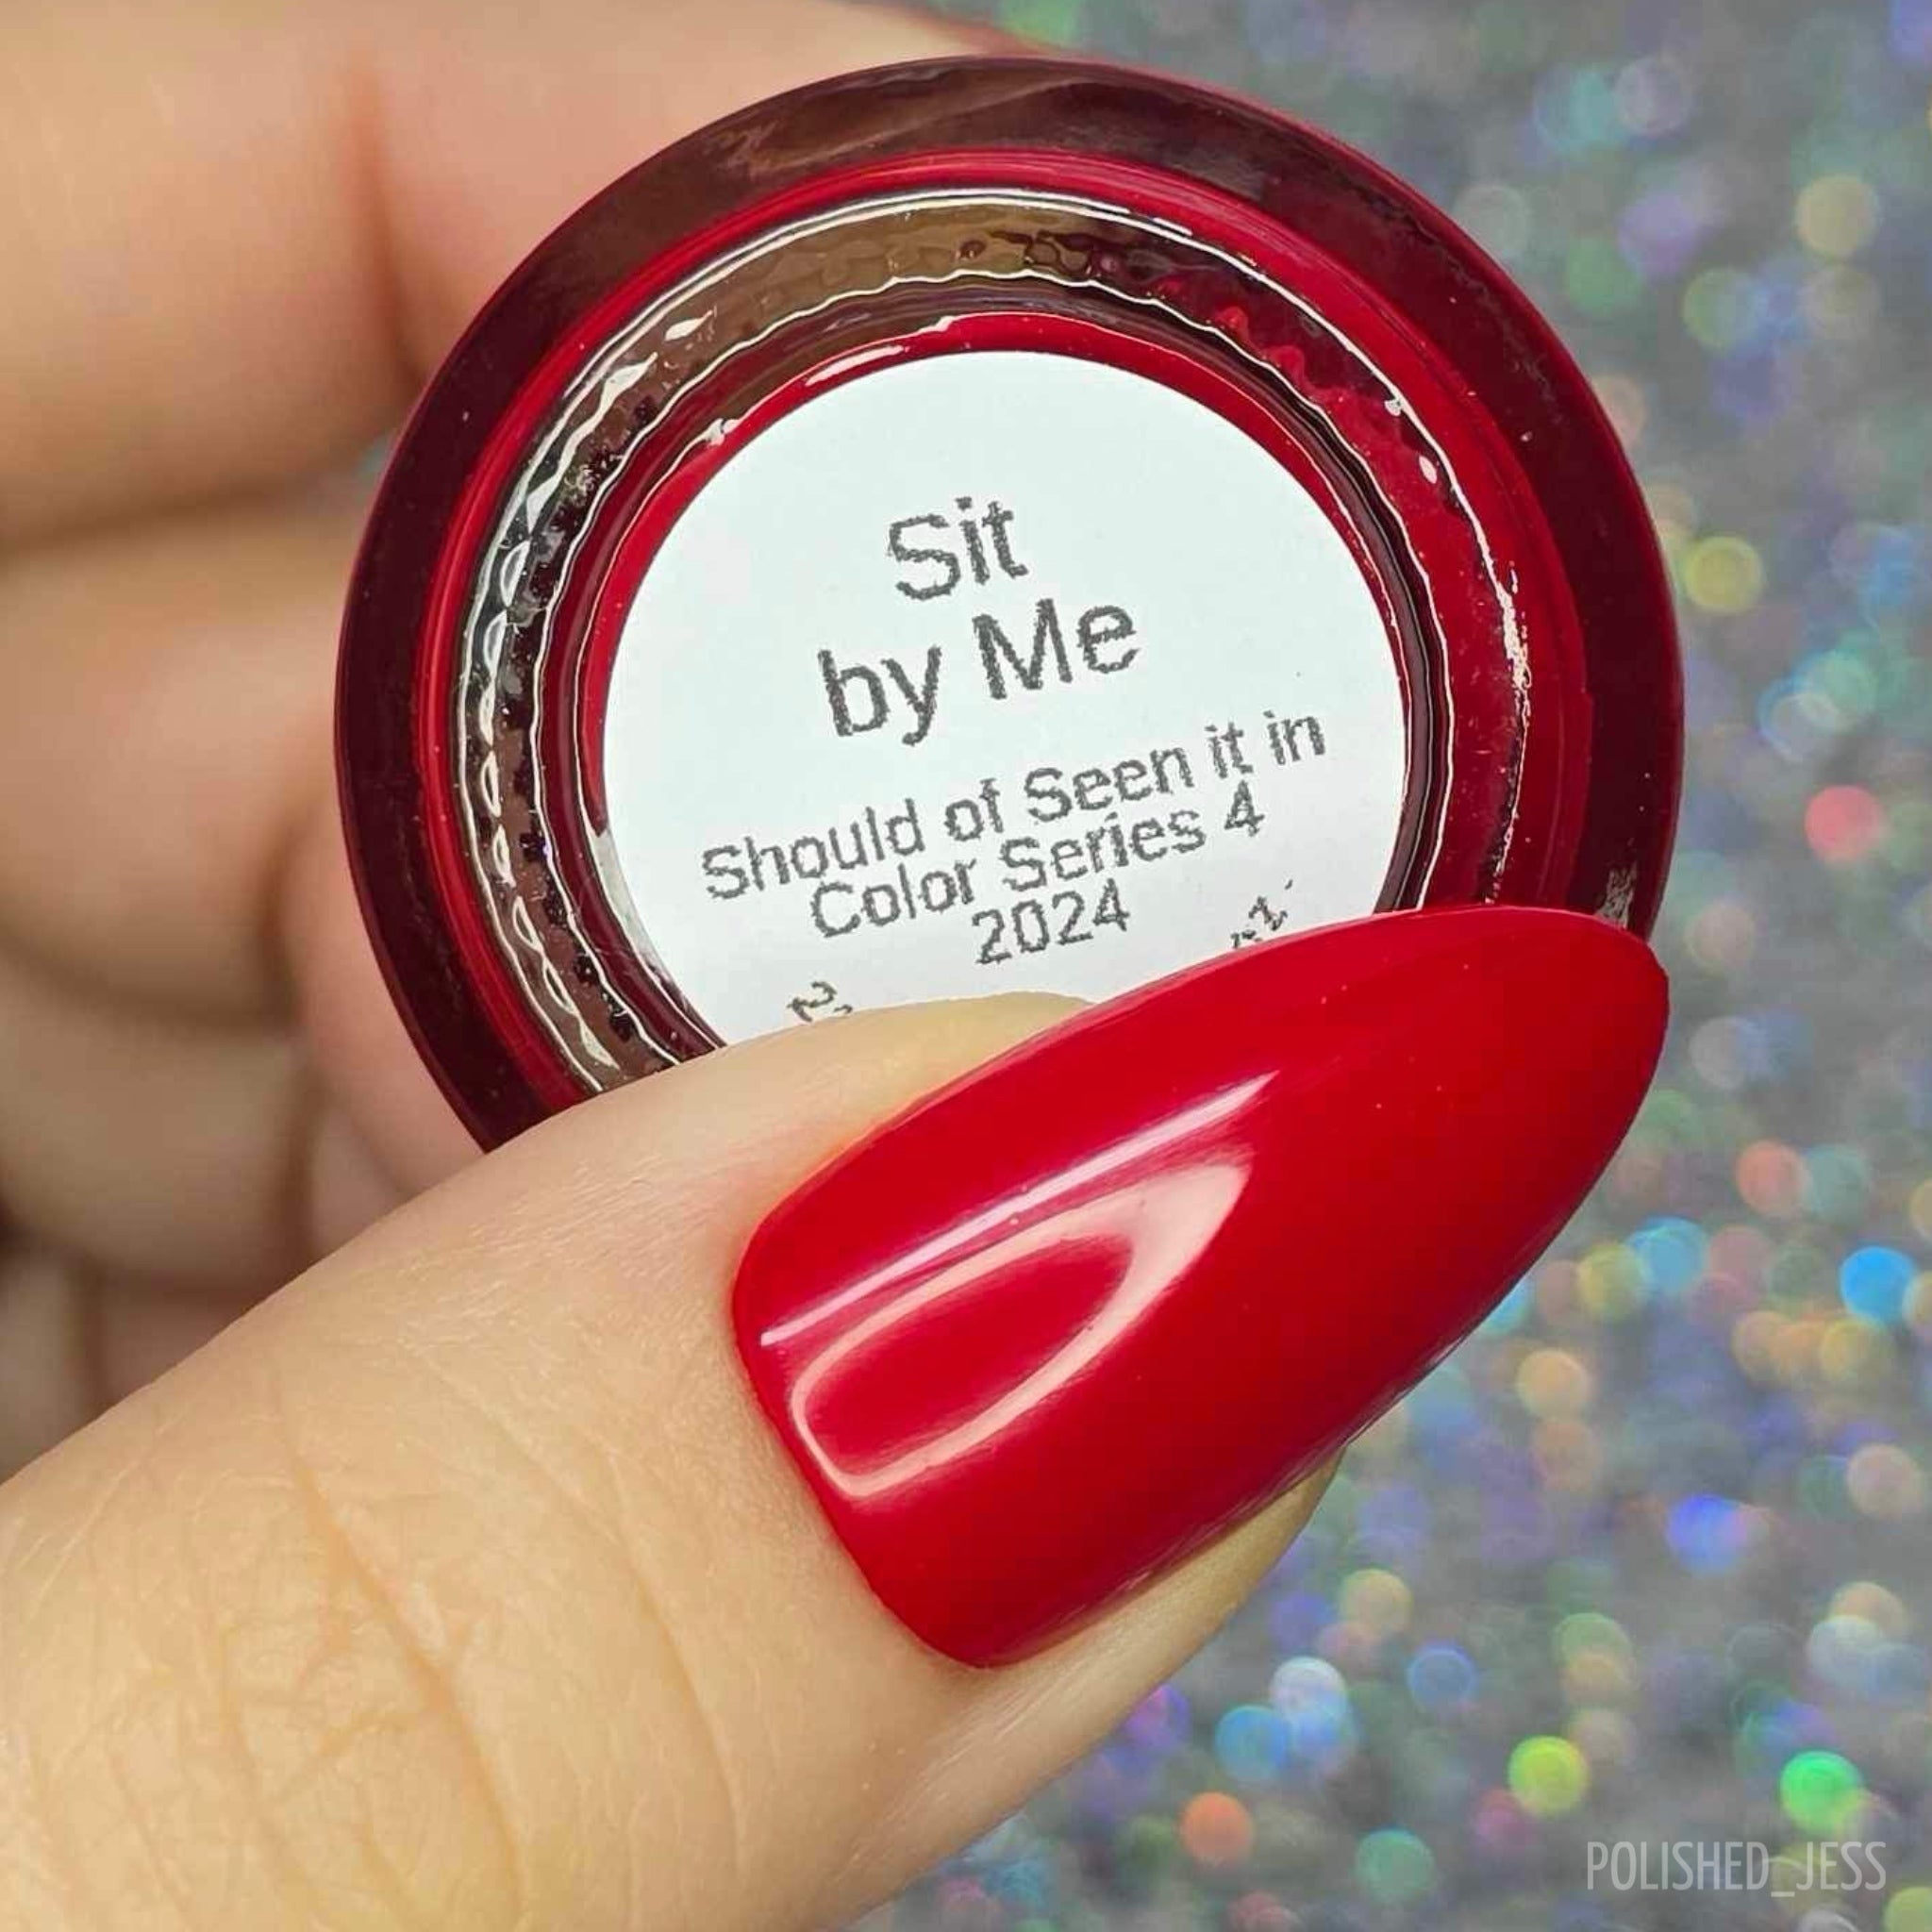 Sit
by Me
Should of Seen it in
Color Series 4
2024
POLISHED_JESS